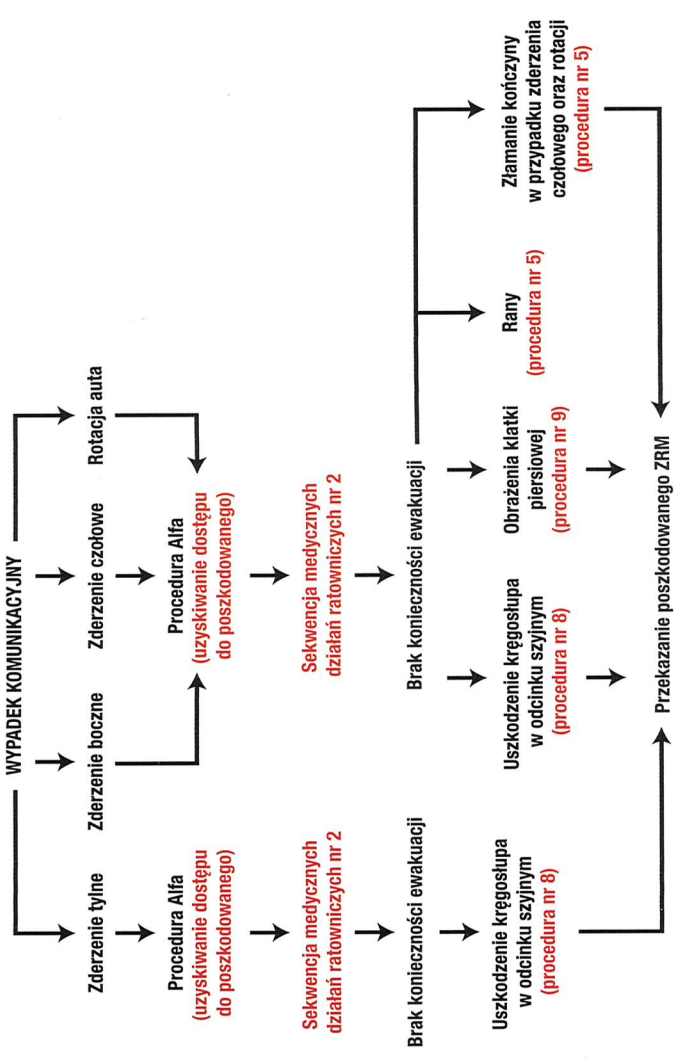 WYPADEK KOMUNIKACYJNY
Zderzenie tylne
Zderzenie boczne
Zderzenie czołowe
Rotacja auta
Procedura Alfa
(uzyskiwanie dostępu
do poszkodowanego)
Procedura Alfa
(uzyskiwanie dostępu
do poszkodowanego)
Sekwencja medycznych
działań ratowniczych nr 2
Sekwencja medycznych
działań ratowniczych nr 2
Brak konieczności ewakuacji
Brak konieczności ewakuacji
Uszkodzenie kręgosłupa
w odcinku szyjnym
(procedura nr 8)
Uszkodzenie kręgosłupa
w odcinku szyjnym
(procedura nr 8)
Obrażenia klatki
piersiowej
(procedura nr 9)
Rany
(procedura nr 5)
Złamanie kończyny
w przypadku zderzenia
czołowego oraz rotacji
(procedura nr 5)
Przekazanie poszkodowanego ZRM